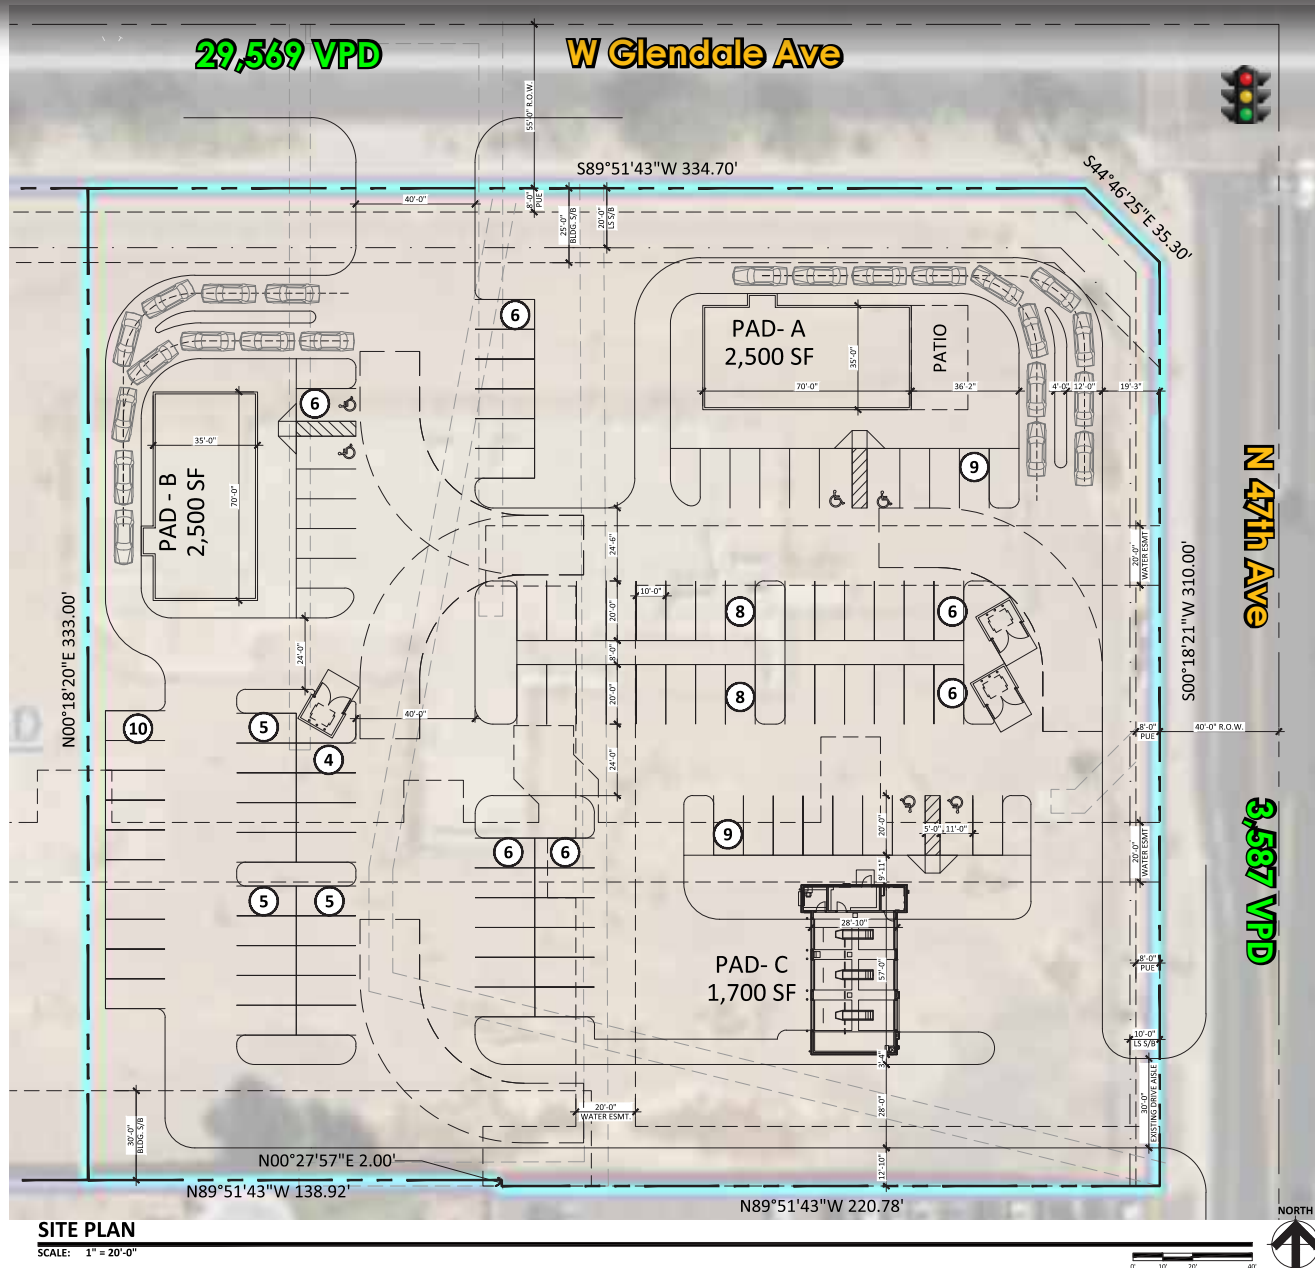 29,569 VPD
W Glendale Ave
55'-0" R.O.W.
S89°51'43"W 334.70'
S44°46'25"E 35.30'
40'-0"
8'-0"
PUE
25'-0"
BLDG. S/B
20'-0"
LS S/B
6
PAD- A
2,500 SF
35'-0"
PATIO
70'-0"
36'-2"
4'-0"
12'-0"
19'-3"
6
35'-0"
PAD - B
2,500 SF
70'-0"
9
N 47th Ave
24'-6"
20'-0"
WATER ESMT
S00°18'21"W 310.00'
N00°18'20"E 333.00'
10'-0"
20'-0"
8
6
8'-0"
24'-0"
20'-0"
8
6
40'-0"
10
5
4
8'-0"
PUE
40'-0" R.O.W.
24'-0"
9
20'-0"
5'-0"
11'-0"
20'-0"
WATER ESMT
3,587 VPD
6
6
9'-11"
5
5
28'-10"
PAD- C
1,700 SF
57'-0"
8'-0"
PUE
10'-0"
LS S/B
3'-4"
28'-0"
30'-0"
EXISTING DRIVE AISLE
20'-0"
WATER ESMT.
30'-0"
BLDG. S/B
12'-10"
N00°27'57"E 2.00'
N89°51'43"W 138.92'
N89°51'43"W 220.78'
SITE PLAN
SCALE: 1" = 20'-0"
NORTH
0' 10' 20' 40'